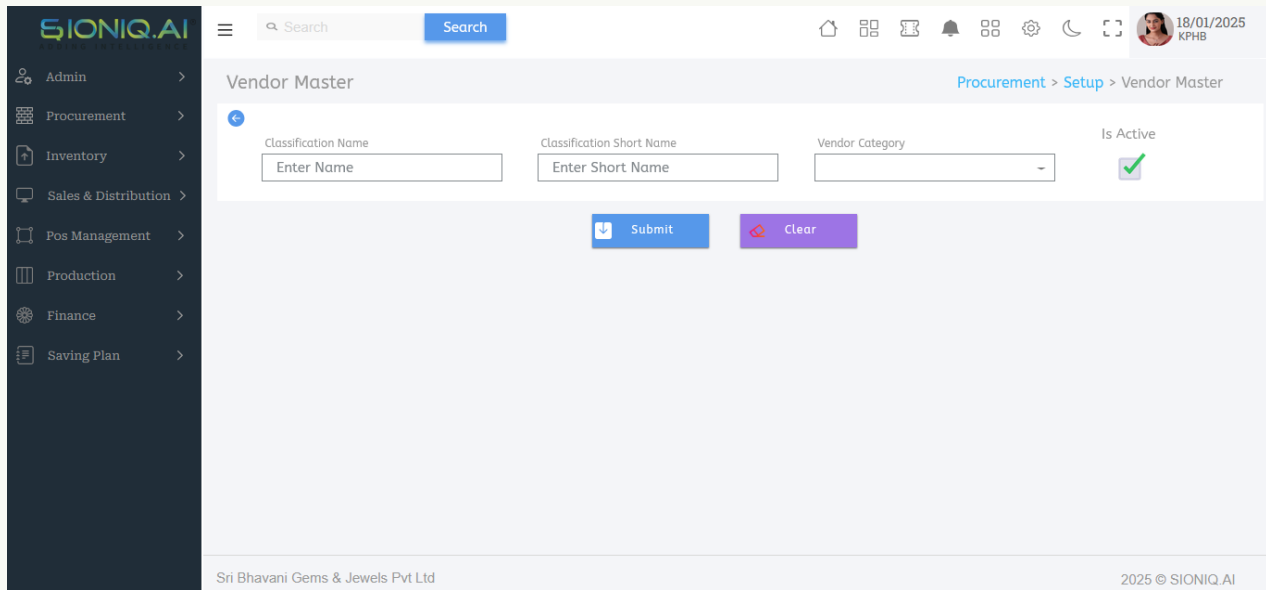 SIONIQ.AI
Search
Search
18/01/2025
KPHB
Admin
Procurement
Inventory
Sales & Distribution
Pos Management
Production
Finance
Saving Plan
Vendor Master
Procurement > Setup > Vendor Master
Classification Name
Classification Short Name
Vendor Category
Is Active
Enter Name
Enter Short Name
Submit
Clear
Sri Bhavani Gems & Jewels Pvt Ltd
2025 © SIONIQ.AI